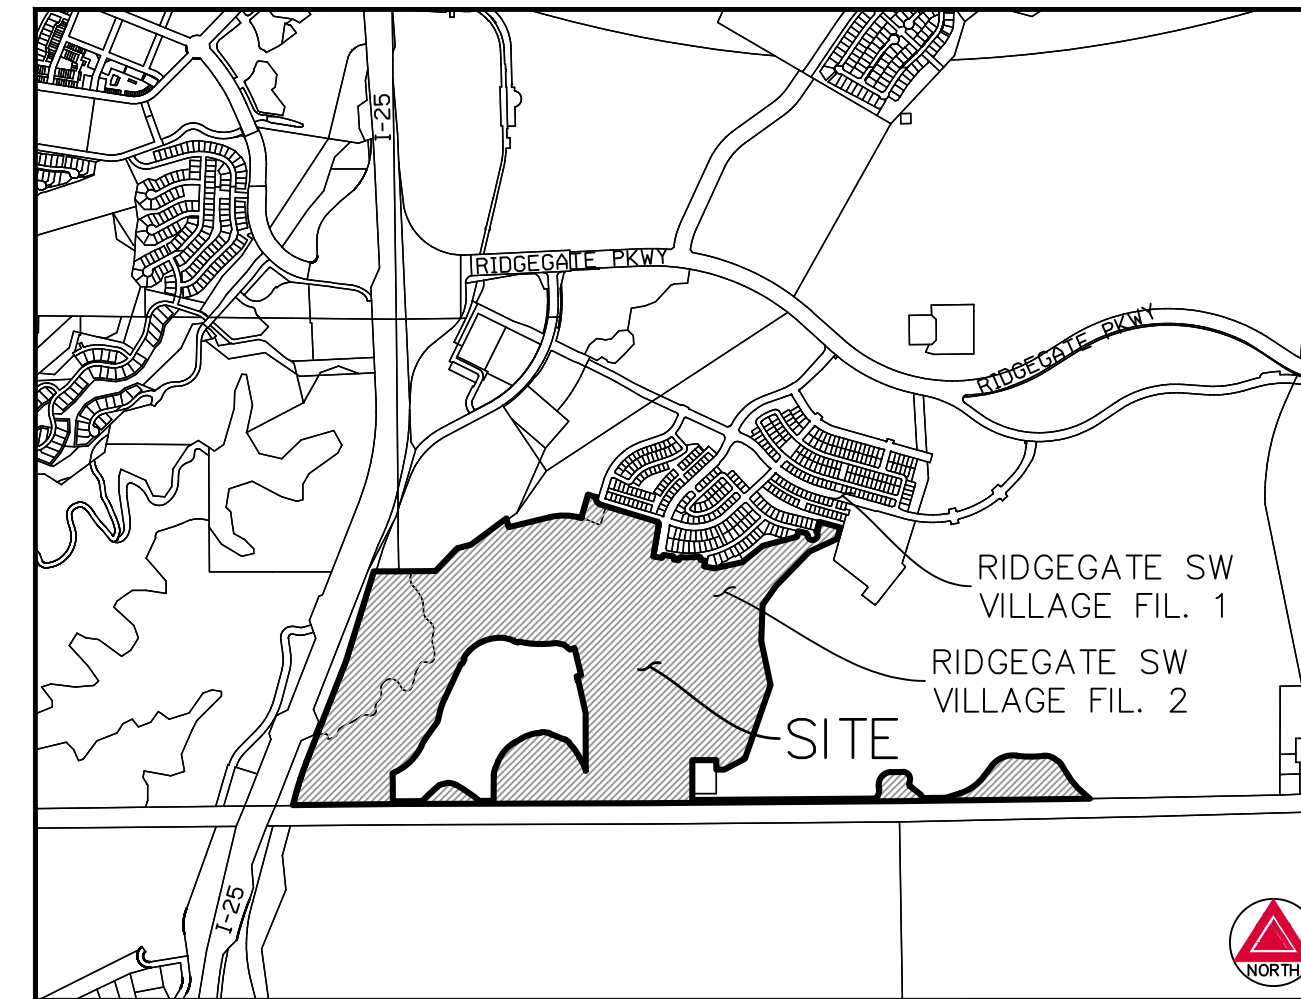 I-25
RIDGEGATE PKWY
RIDGEGATE PKWY
RIDGEGATE SW
VILLAGE FIL. 1
RIDGEGATE SW
VILLAGE FIL. 2
SITE
I-25
NORTH